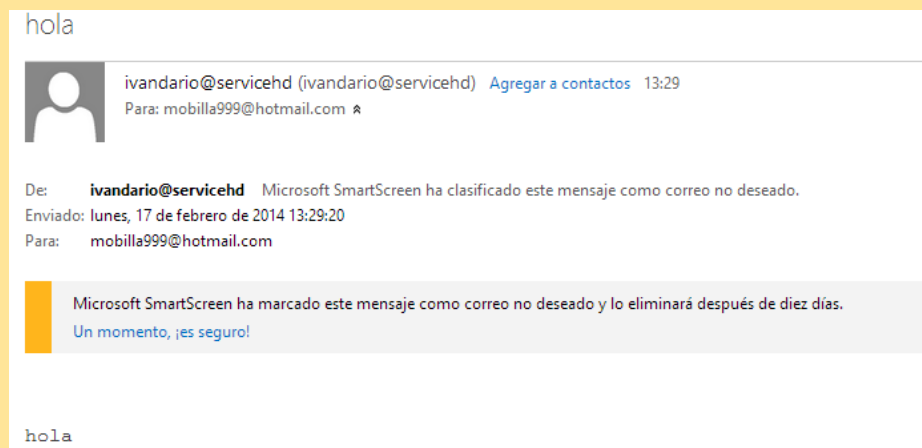 hola
ivandario@servicehd (ivandario@servicehd) Agregar a contactos 13:29
Para: mobilla999@hotmail.com
De: ivandario@servicehd Microsoft SmartScreen ha clasificado este mensaje como correo no deseado.
Enviado: lunes, 17 de febrero de 2014 13:29:20
Para: mobilla999@hotmail.com
Microsoft SmartScreen ha marcado este mensaje como correo no deseado y lo eliminará después de diez días.
Un momento, ¡es seguro!
hola